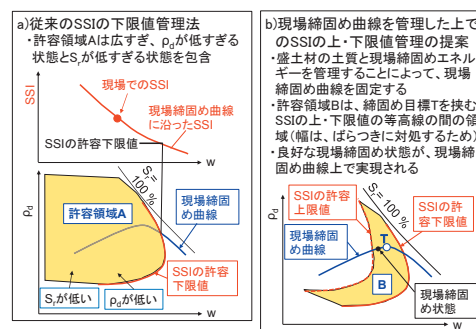 a)従来のSSIの下限値管理法
・許容領域Aは広すぎ、ρdが低すぎる
状態とSrが低すぎる状態を包含
SSI
現場でのSSI
現場締固め曲線
に沿ったSSI
SSIの許容下限値
w
ρd
Sr=
100 %
許容領域A
現場締固
め曲線
SSIの許容
下限値
Srが低い
ρdが低い
w
b)現場締固め曲線を管理した上で
のSSIの上・下限値管理の提案
・盛土材の土質と現場締固めエネル
ギーを管理することによって、現場
締固め曲線を固定する
・許容領域Bは、締固め目標Tを挟む
SSIの上・下限値の等高線の間の領
域(幅は、ばらつきに対処するため)
・良好な現場締固め状態が、現場締
固め曲線上で実現される
SSIの許容
上限値
Sr= 100 %
SSIの許
容下限値
ρd
現場締固
め曲線
T
B
現場締固
め状態
w